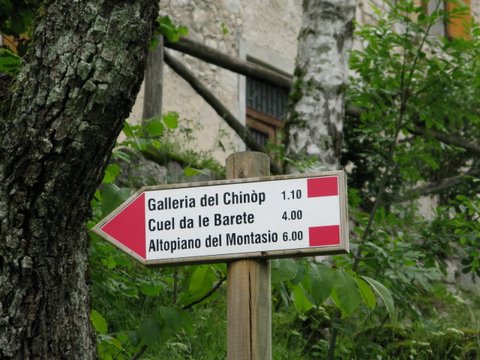 Galleria del Chinòp 1.10
Cuel da le Barete 4.00
Altopiano del Montasio 6.00